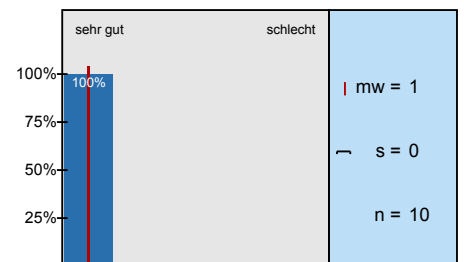 sehr gut schlecht
100%
100%
mw = 1
75%
s = 0
50%
25%
n = 10